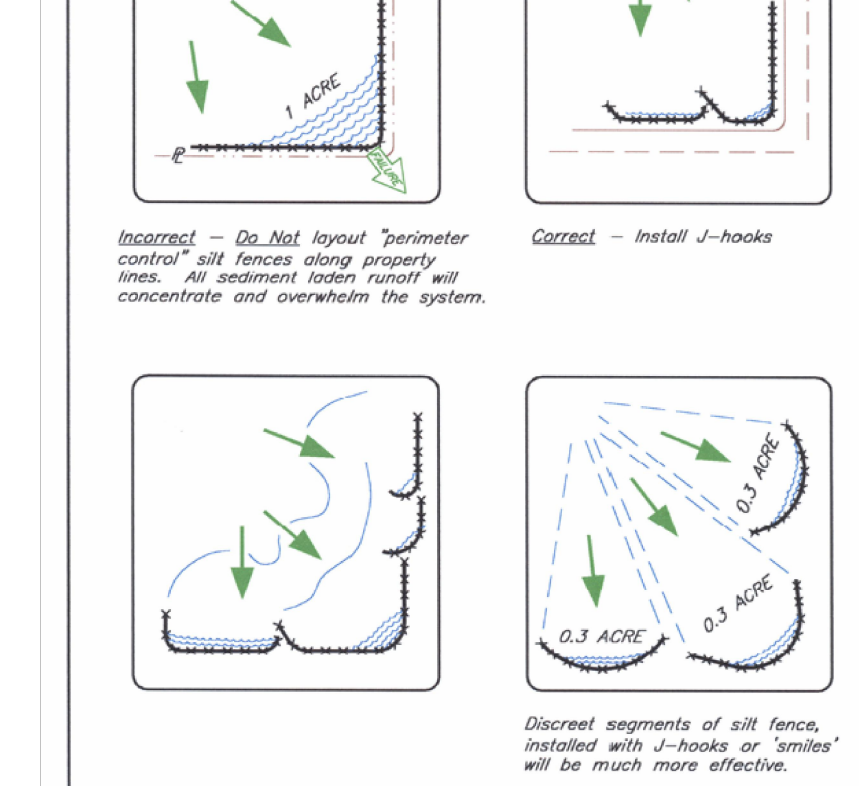 1 ACRE
PL
FAILURE
Incorrect – Do Not layout "perimeter
control" silt fences along property
lines. All sediment laden runoff will
concentrate and overwhelm the system.
Correct – Install J-hooks
0.3 ACRE
0.3 ACRE
0.3 ACRE
Discreet segments of silt fence,
installed with J-hooks or 'smiles'
will be much more effective.